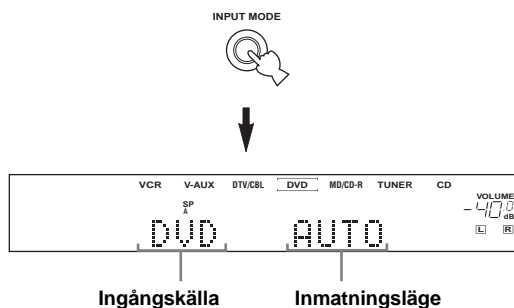 INPUT MODE
VCR V-AUX DTV/CBL DVD MD/CD-R TUNER CD
VOLUME
SP
A
-40.0
dB
L R
DVD AUTO
Ingångskälla Inmatningsläge